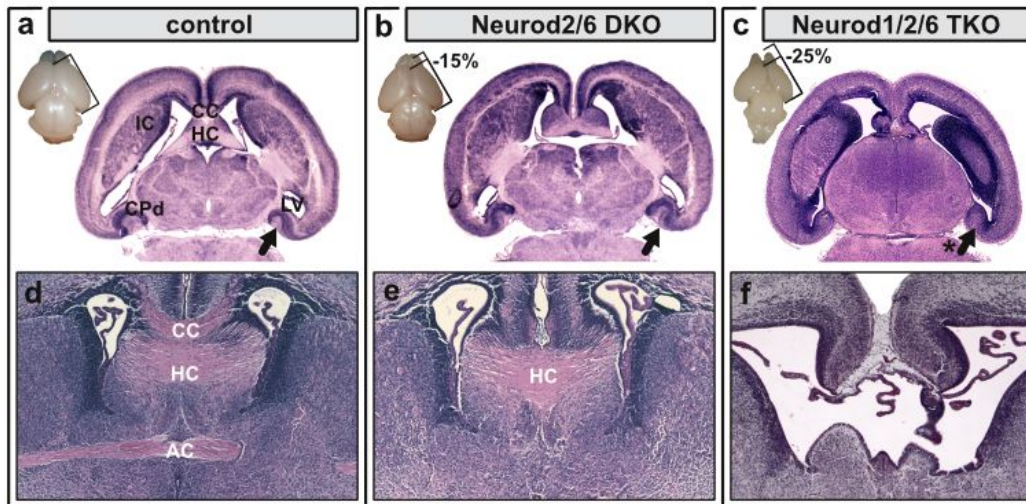 a control
b Neurod2/6 DKO
c Neurod1/2/6 TKO
-15%
-25%
CC
HC
IC
CPd
LV
*
d
CC
HC
AC
e
HC
f